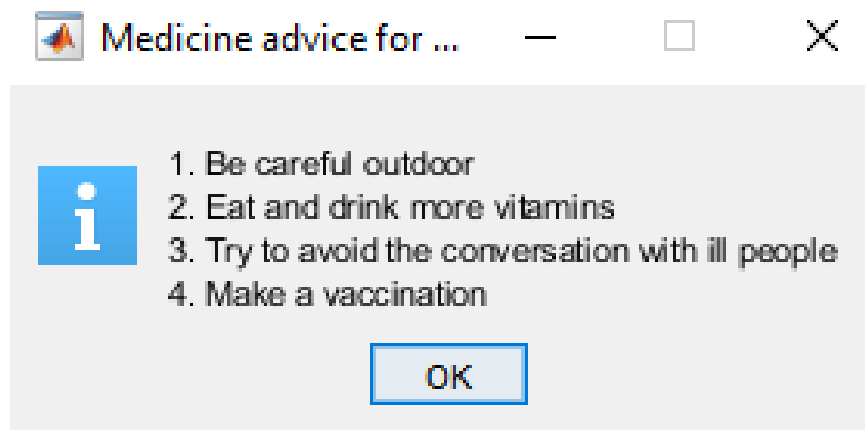 Medicine advice for ...
1. Be careful outdoor
2. Eat and drink more vitamins
3. Try to avoid the conversation with ill people
4. Make a vaccination
OK